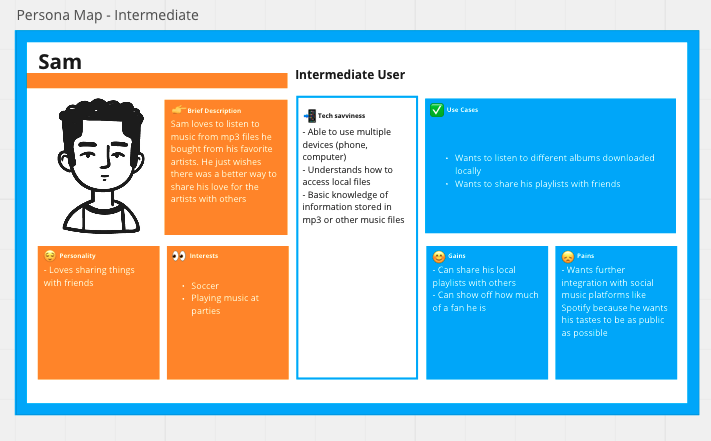 Persona Map - Intermediate
Sam
Intermediate User
Brief Description
Sam loves to listen to
music from mp3 files he
bought from his favorite
artists. He just wishes
there was a better way to
share his love for the
artists with others
Tech savviness
- Able to use multiple
devices (phone,
computer)
- Understands how to
access local files
- Basic knowledge of
information stored in
mp3 or other music files
Use Cases
• Wants to listen to different albums downloaded
locally
• Wants to share his playlists with friends
Personality
- Loves sharing things
with friends
Interests
• Soccer
• Playing music at
parties
Gains
- Can share his local
playlists with others
- Can show off how much
of a fan he is
Pains
- Wants further
integration with social
music platforms like
Spotify because he wants
his tastes to be as public
as possible